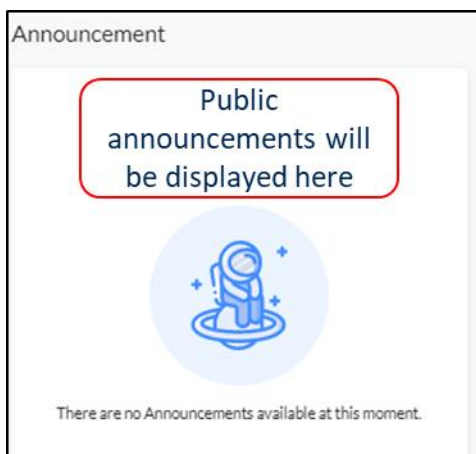 Announcement
Public
announcements will
be displayed here
There are no Announcements available at this moment.